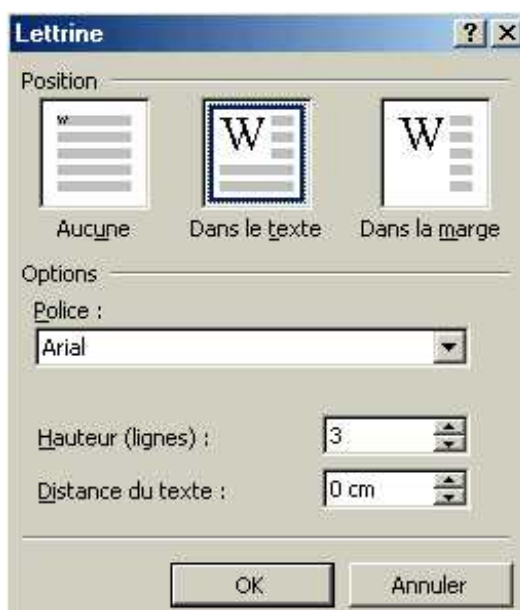 Lettrine
Position
W W W
Aucune Dans le texte Dans la marge
Options
Police :
Arial
Hauteur (lignes) : 3
Distance du texte : 0 cm
OK Annuler